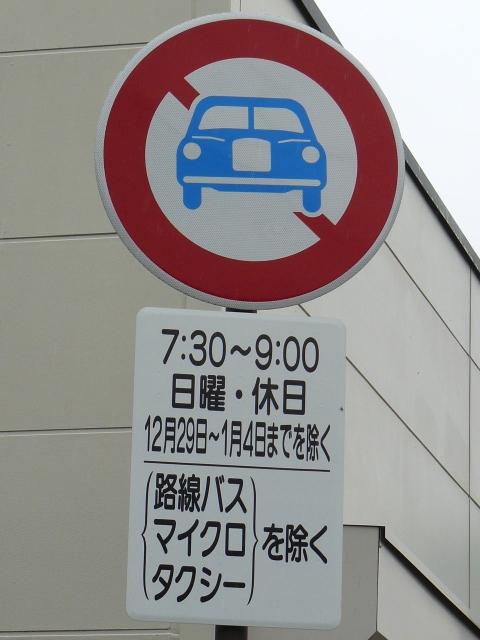 7:30～9:00
日曜・休日
12月29日～1月4日までを除く
路線バス
マイクロ
タクシー
を除く